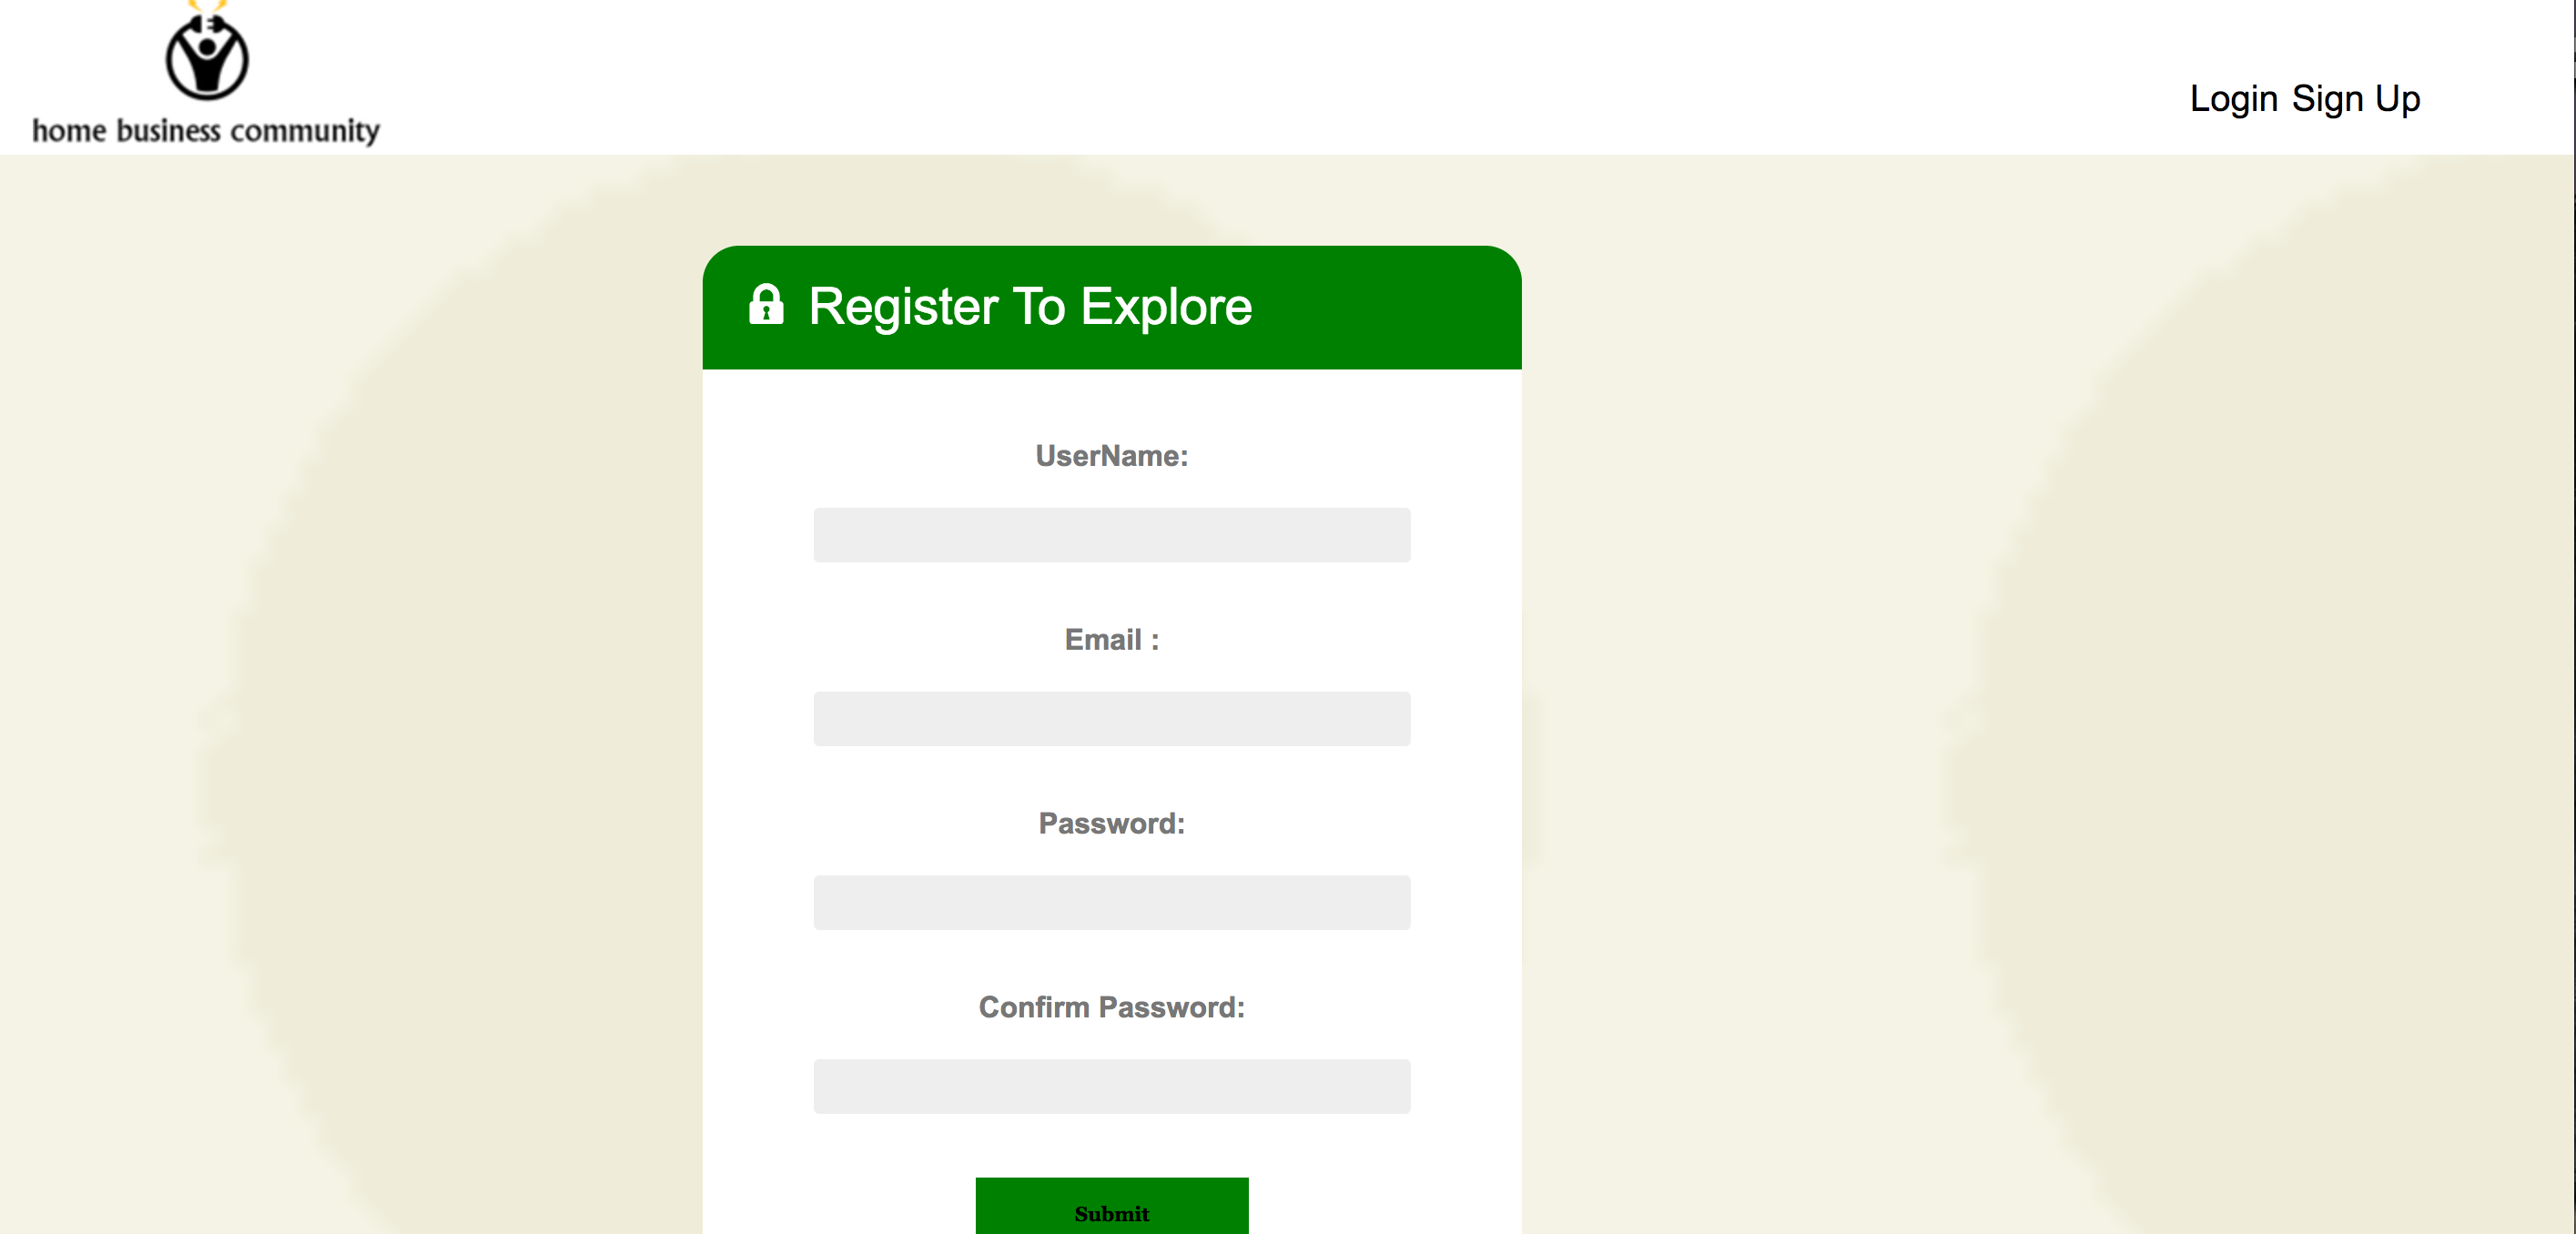 home business community
Login Sign Up
Register To Explore
UserName:
Email :
Password:
Confirm Password:
Submit